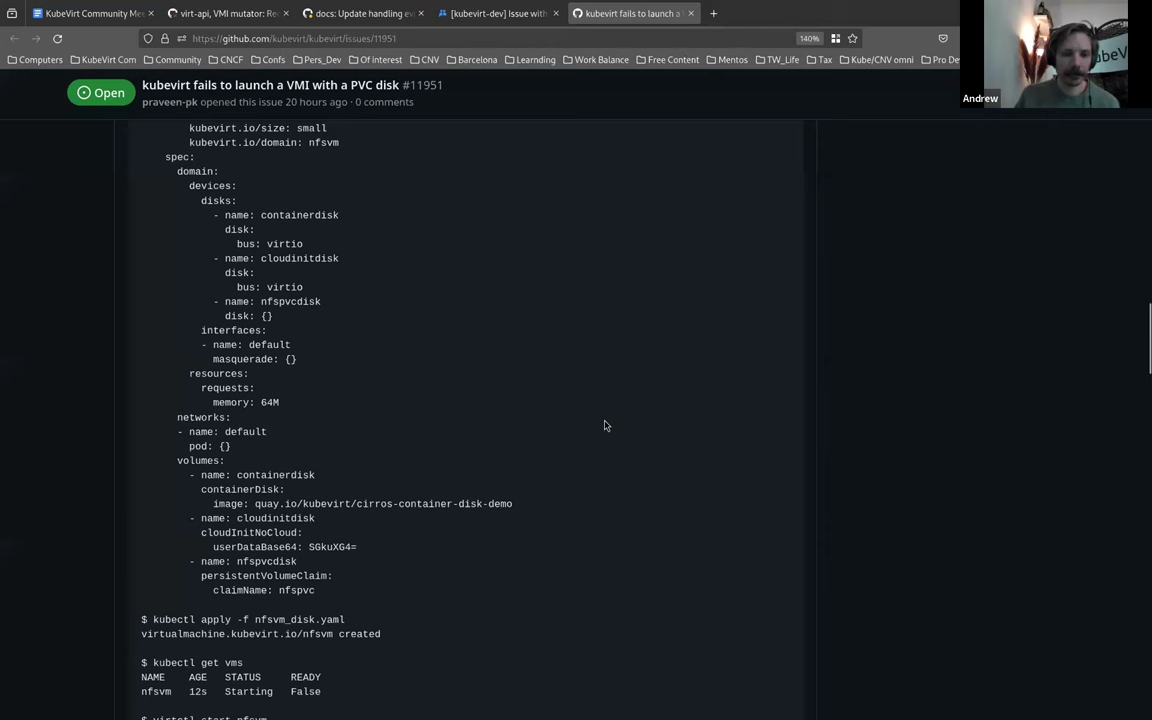 KubeVirt Community Mee
virt-api, VMI mutator: Re
docs: Update handling ev
[kubevirt-dev] Issue with
kubevirt fails to launch a
https://github.com/kubevirt/kubevirt/issues/11951
140%
Computers
KubeVirt Com
Community
CNCF
Confs
Pers_Dev
Of interest
CNV
Barcelona
Learnding
Work Balance
Free Content
Mentos
TW_Life
Tax
Kube/CNV omni
Pro De
Andrew
Open
kubevirt fails to launch a VMI with a PVC disk #11951
praveen-pk opened this issue 20 hours ago · 0 comments
kubevirt.io/size: small
kubevirt.io/domain: nfsvm
spec:
domain:
devices:
disks:
- name: containerdisk
disk:
bus: virtio
- name: cloudinitdisk
disk:
bus: virtio
- name: nfspvcdisk
disk: {}
interfaces:
- name: default
masquerade: {}
resources:
requests:
memory: 64M
networks:
- name: default
pod: {}
volumes:
- name: containerdisk
containerDisk:
image: quay.io/kubevirt/cirros-container-disk-demo
- name: cloudinitdisk
cloudInitNoCloud:
userDataBase64: SGkuXG4=
- name: nfspvcdisk
persistentVolumeClaim:
claimName: nfspvc
$ kubectl apply -f nfsvm_disk.yaml
virtualmachine.kubevirt.io/nfsvm created
$ kubectl get vms
NAME AGE STATUS READY
nfsvm 12s Starting False
$ virtctl start nfsvm